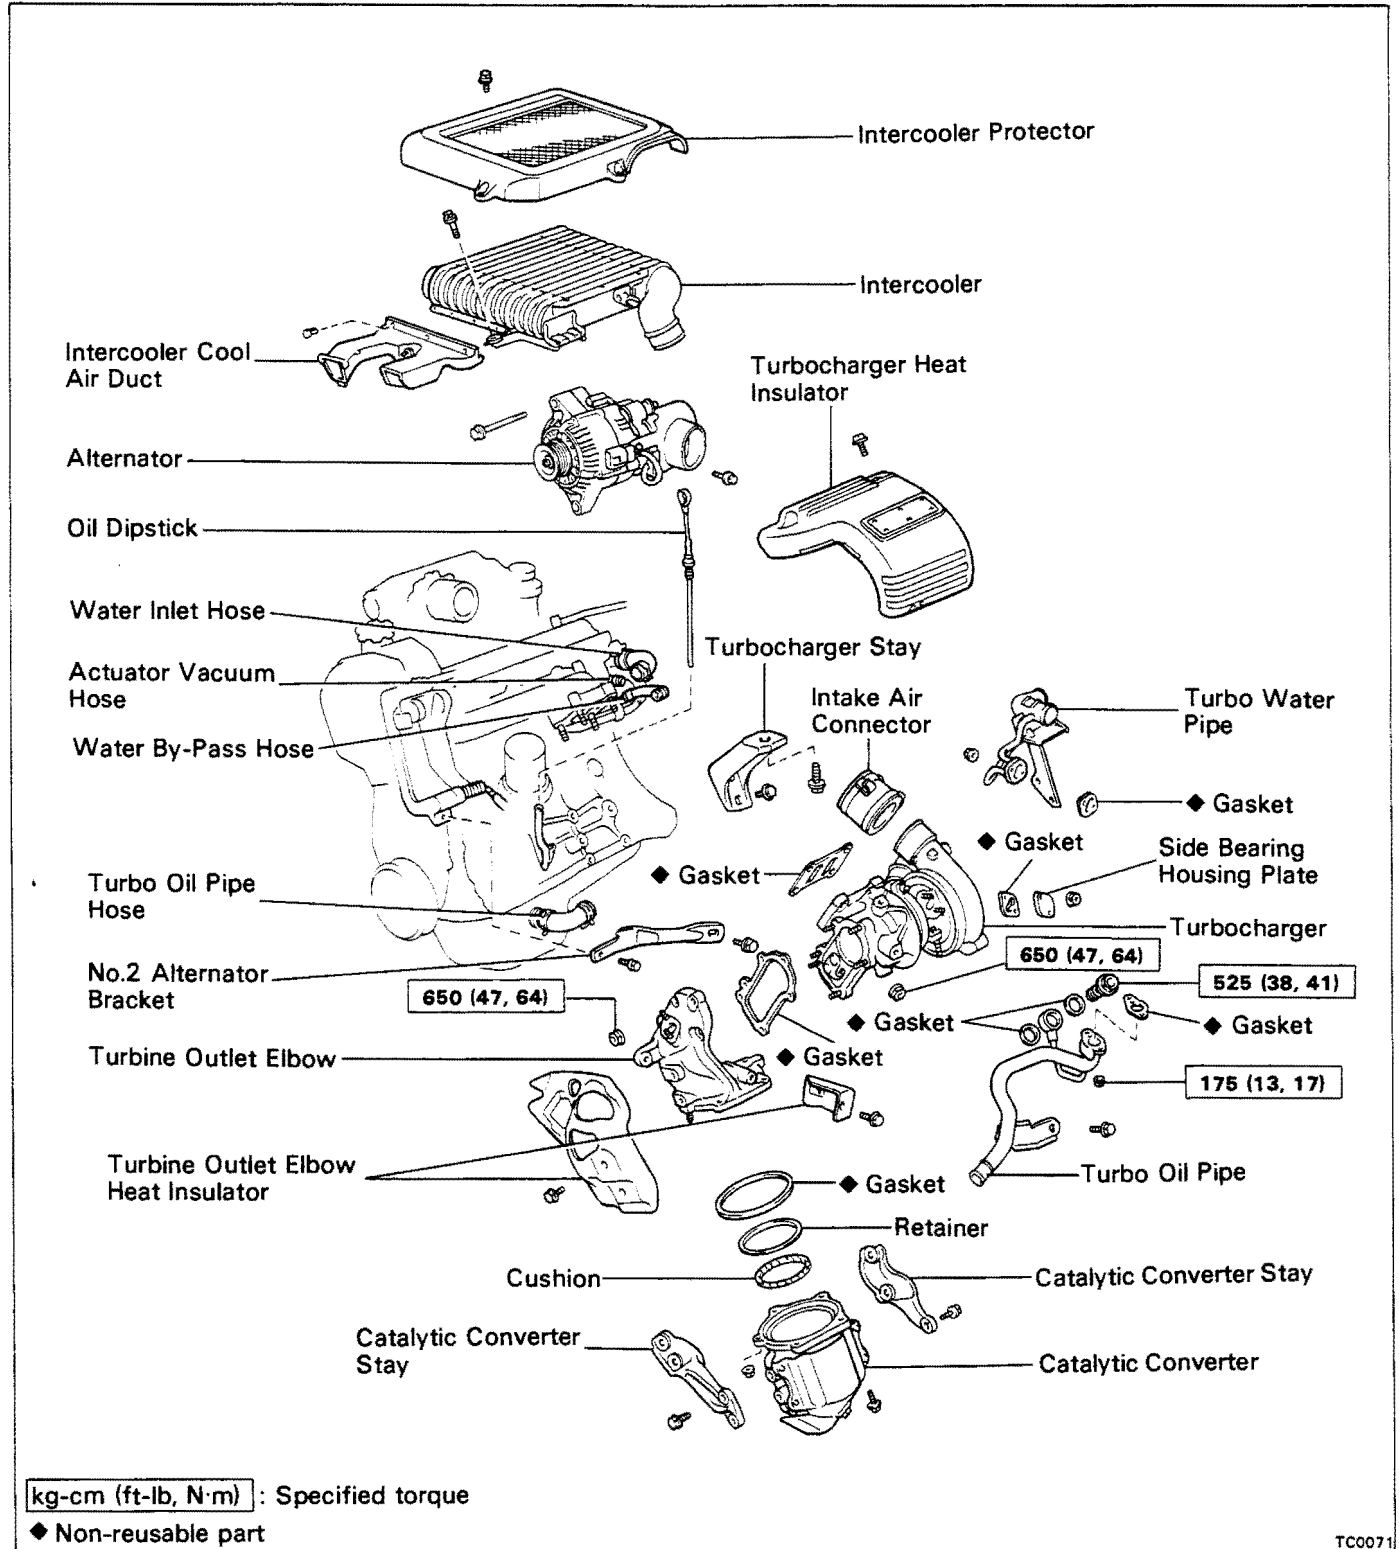 Intercooler Protector
Intercooler
Intercooler Cool
Air Duct
Turbocharger Heat
Insulator
Alternator
Oil Dipstick
Water Inlet Hose
Turbocharger Stay
Actuator Vacuum
Hose
Intake Air
Connector
Turbo Water
Pipe
Water By-Pass Hose
◆ Gasket
◆ Gasket
Side Bearing
Housing Plate
◆ Gasket
Turbo Oil Pipe
Hose
Turbocharger
650 (47, 64)
No.2 Alternator
Bracket
650 (47, 64)
525 (38, 41)
◆ Gasket
◆ Gasket
Turbine Outlet Elbow
◆ Gasket
175 (13, 17)
Turbine Outlet Elbow
Heat Insulator
Turbo Oil Pipe
◆ Gasket
Retainer
Cushion
Catalytic Converter Stay
Catalytic Converter
Stay
Catalytic Converter
kg-cm (ft-lb, N·m) : Specified torque
◆ Non-reusable part
TC0071